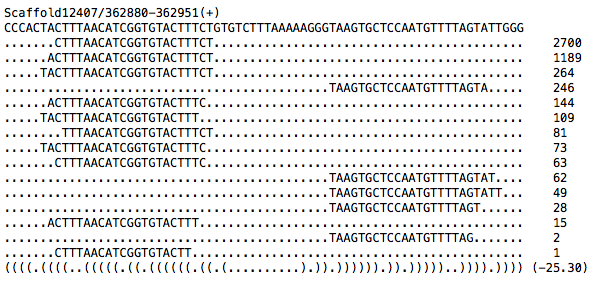 Scaffold12407/362880-362951(+)
CCCACTACTTTAACATCGGTGTACTTTCTGTGTCTTTAAAAAGGGTAAGTGCTCCAATGTTTTAGTATTGGG
.......CTTTAACATCGGTGTACTTTCT........................................... 2700
......ACTTTAACATCGGTGTACTTTCT........................................... 1189
.....TACTTTAACATCGGTGTACTTTCT........................................... 264
.............................................TAAGTGCTCCAATGTTTTAGTA..... 246
......ACTTTAACATCGGTGTACTTTC............................................ 144
.....TACTTTAACATCGGTGTACTTT............................................. 109
........TTTAACATCGGTGTACTTTCT........................................... 81
.....TACTTTAACATCGGTGTACTTTC............................................ 73
.......CTTTAACATCGGTGTACTTTC............................................ 63
.............................................TAAGTGCTCCAATGTTTTAGTAT.... 62
.............................................TAAGTGCTCCAATGTTTTAGTATT... 49
.............................................TAAGTGCTCCAATGTTTTAGT...... 28
......ACTTTAACATCGGTGTACTTT............................................. 15
.............................................TAAGTGCTCCAATGTTTTAG....... 2
.......CTTTAACATCGGTGTACTT.............................................. 1
((((.((((..(((((.((.((((((.((.(..........).)).)))))).)).)))))..)))).)))) (-25.30)